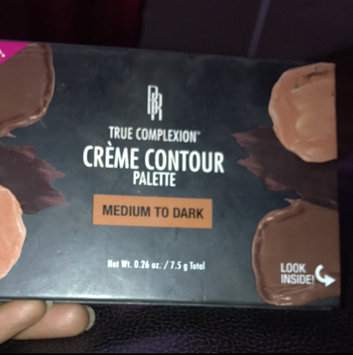 TRUE COMPLEXION™
CRÈME CONTOUR
PALETTE
MEDIUM TO DARK
Net Wt. 0.26 oz. / 7.5 g Total
LOOK
INSIDE!